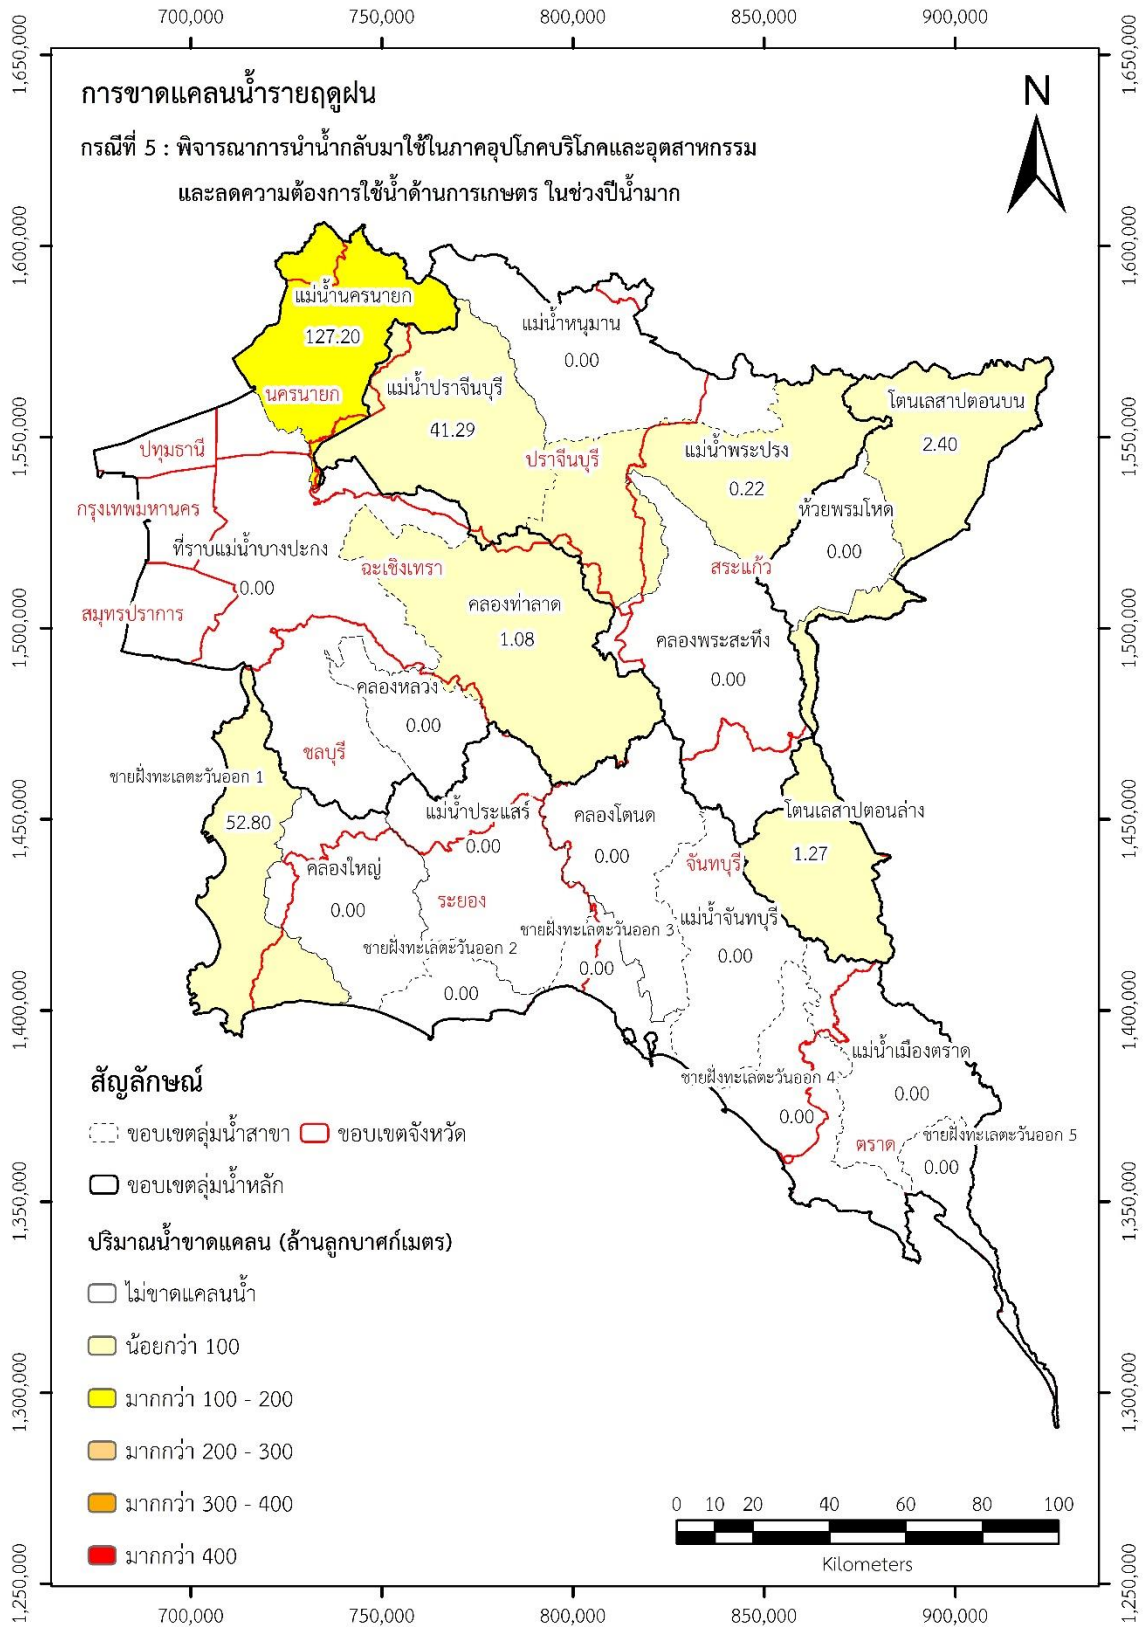 700,000 750,000 800,000 850,000 900,000
1,650,000 1,650,000
การขาดแคลนน้ำรายฤดูฝน
N
กรณีที่ 5 : พิจารณาการนำน้ำกลับมาใช้ในภาคอุปโภคบริโภคและอุตสาหกรรม
และลดความต้องการใช้น้ำด้านการเกษตร ในช่วงปีน้ำมาก
1,600,000 1,600,000
แม่น้ำนครนายก
127.20
นครนายก
แม่น้ำหนุมาน
0.00
แม่น้ำปราจีนบุรี
41.29
ปราจีนบุรี
โตนเลสาปตอนบน
2.40
แม่น้ำพระปรง
0.22
1,550,000 1,550,000
ปทุมธานี
กรุงเทพมหานคร
ห้วยพรมโหด
0.00
ที่ราบแม่น้ำบางปะกง
0.00
ฉะเชิงเทรา
สระแก้ว
สมุทรปราการ
คลองท่าลาด
1.08
1,500,000 1,500,000
คลองพระสะทึง
0.00
คลองหลวง
0.00
ชลบุรี
ชายฝั่งทะเลตะวันออก 1
52.80
แม่น้ำประแสร์
0.00
คลองโตนด
0.00
โตนเลสาปตอนล่าง
1.27
1,450,000 1,450,000
คลองใหญ่
0.00
ระยอง
จันทบุรี
แม่น้ำจันทบุรี
0.00
ชายฝั่งทะเลตะวันออก 2
0.00
ชายฝั่งทะเลตะวันออก 3
0.00
1,400,000 1,400,000
แม่น้ำเมืองตราด
0.00
ชายฝั่งทะเลตะวันออก 4
0.00
ตราด
ชายฝั่งทะเลตะวันออก 5
0.00
สัญลักษณ์
ขอบเขตลุ่มน้ำสาขา ขอบเขตจังหวัด
ขอบเขตลุ่มน้ำหลัก
1,350,000 1,350,000
ปริมาณน้ำขาดแคลน (ล้านลูกบาศก์เมตร)
ไม่ขาดแคลนน้ำ
น้อยกว่า 100
มากกว่า 100 - 200
1,300,000 1,300,000
มากกว่า 200 - 300
มากกว่า 300 - 400
มากกว่า 400
0 10 20 40 60 80 100
Kilometers
1,250,000 1,250,000
700,000 750,000 800,000 850,000 900,000